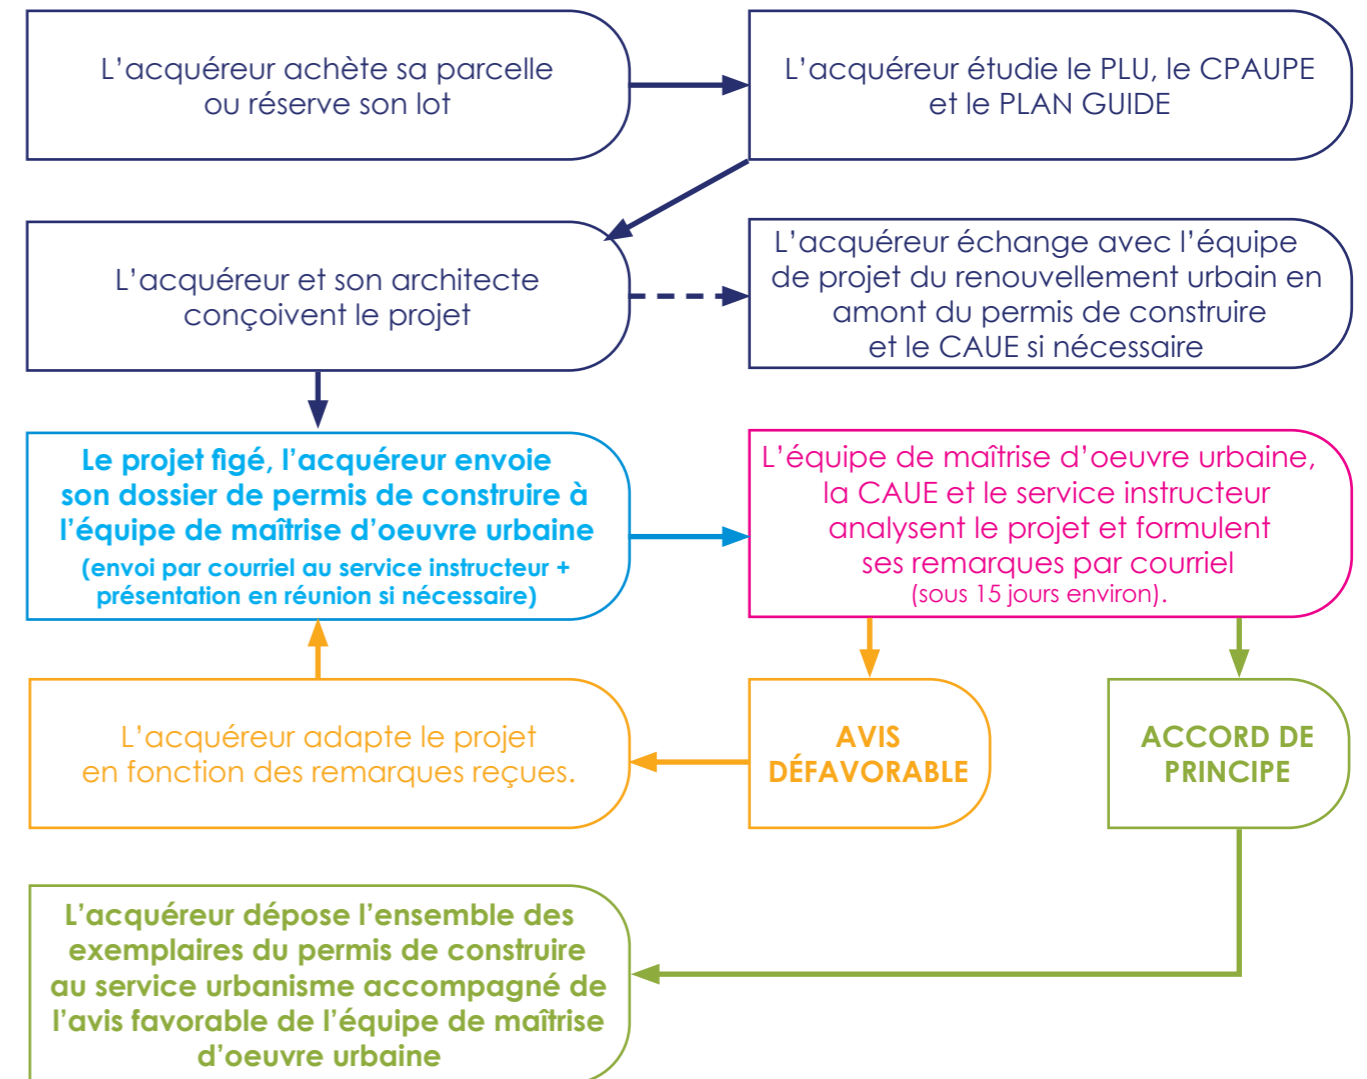 L’acquéreur achète sa parcelle
ou réserve son lot
L’acquéreur étudie le PLU, le CPAUPE
et le PLAN GUIDE
L’acquéreur et son architecte
conçoivent le projet
L’acquéreur échange avec l’équipe
de projet du renouvellement urbain en
amont du permis de construire
et le CAUE si nécessaire
Le projet figé, l’acquéreur envoie
son dossier de permis de construire à
l’équipe de maîtrise d’oeuvre urbaine
(envoi par courriel au service instructeur +
présentation en réunion si nécessaire)
L’équipe de maîtrise d’oeuvre urbaine,
la CAUE et le service instructeur
analysent le projet et formulent
ses remarques par courriel
(sous 15 jours environ).
L’acquéreur adapte le projet
en fonction des remarques reçues.
AVIS
DÉFAVORABLE
ACCORD DE
PRINCIPE
L’acquéreur dépose l’ensemble des
exemplaires du permis de construire
au service urbanisme accompagné de
l’avis favorable de l’équipe de maîtrise
d’oeuvre urbaine